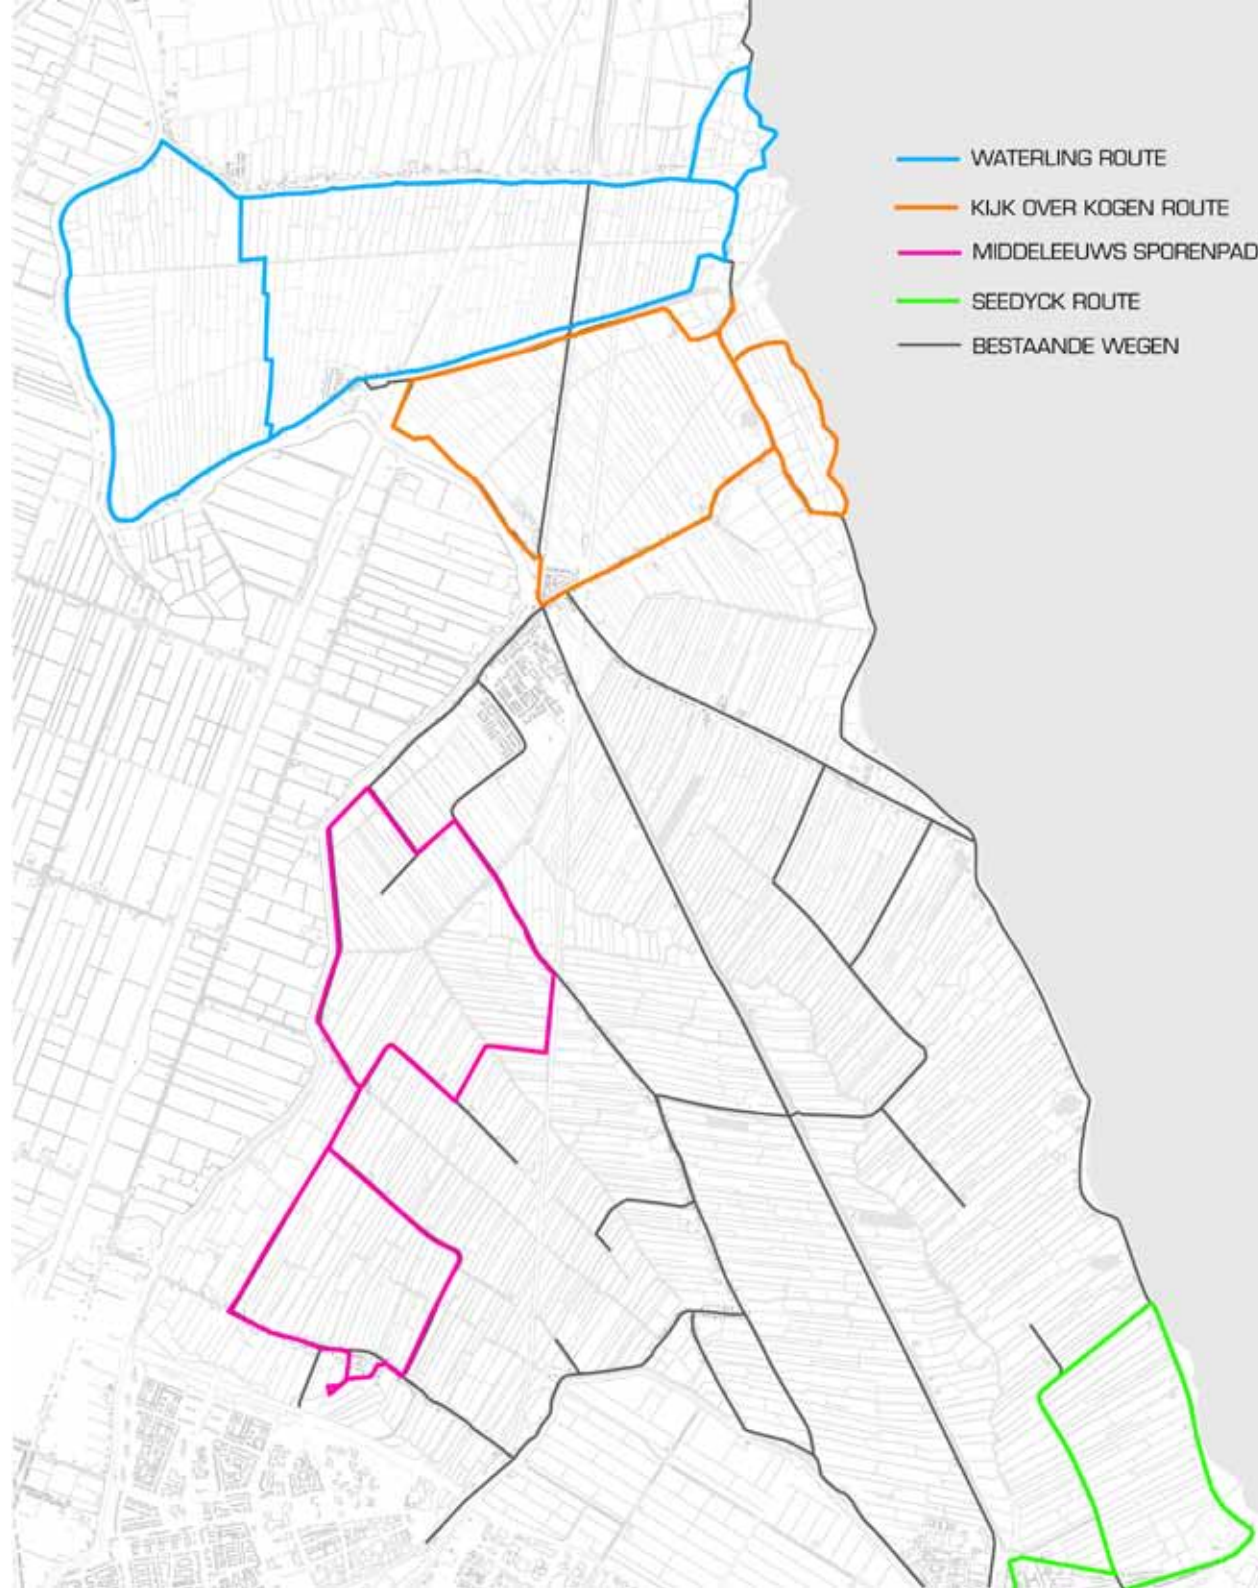 WATERLING ROUTE
KIJK OVER KOGEN ROUTE
MIDDELEEUWS SPORENPAD
SEEDYCK ROUTE
BESTAANDE WEGEN